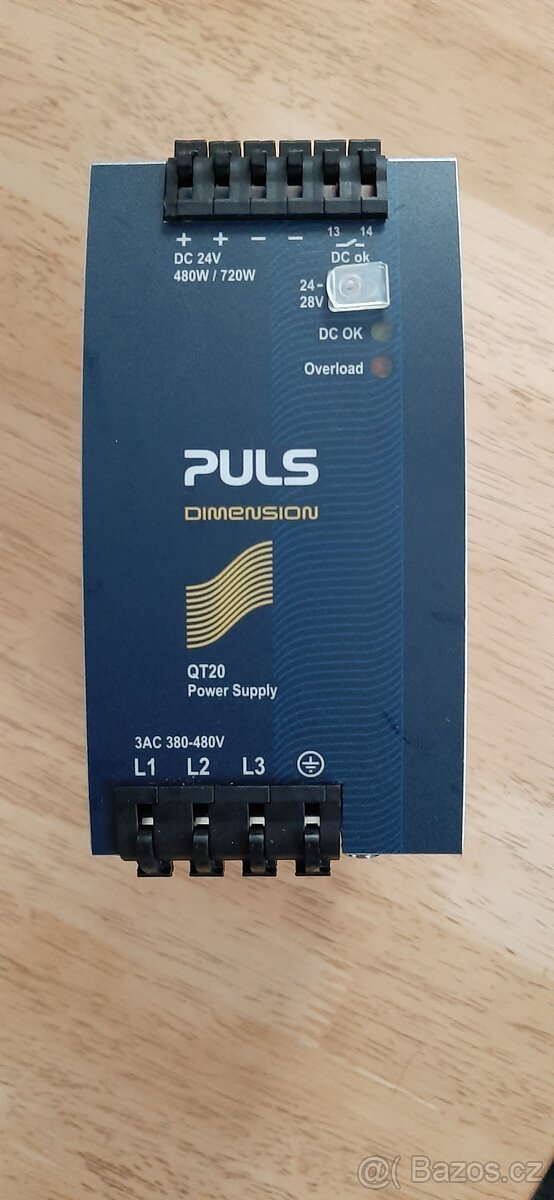 + + – –
13 14
DC 24V
DC ok
480W / 720W
24–
28V
DC OK
Overload
PULS
DIMENSION
QT20
Power Supply
3AC 380-480V
L1 L2 L3
Bazos.cz